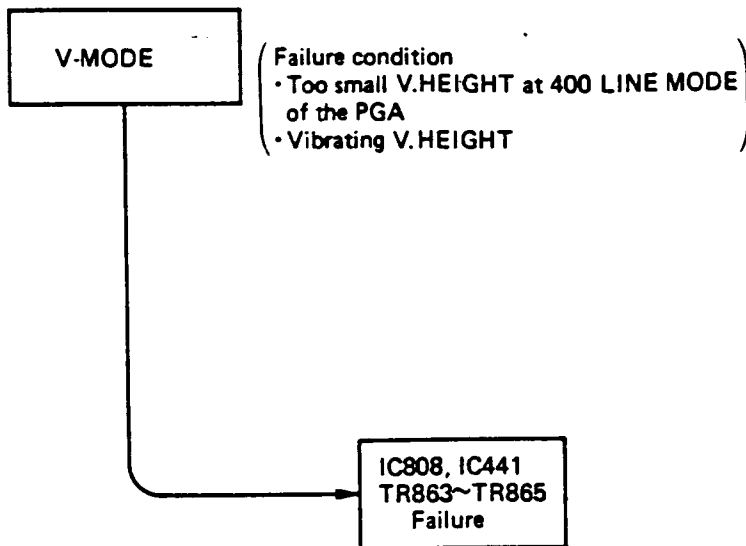 V-MODE
Failure condition
· Too small V.HEIGHT at 400 LINE MODE
of the PGA
· Vibrating V.HEIGHT
IC808, IC441
TR863~TR865
Failure